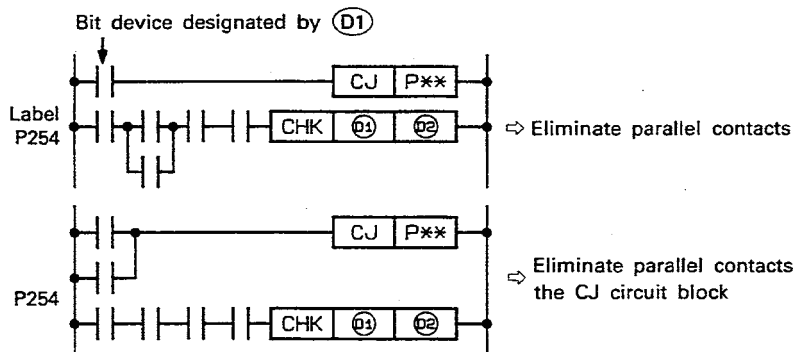 Bit device designated by D1
CJ P**
Label
P254
CHK D1 D2
⇨ Eliminate parallel contacts
CJ P**
⇨ Eliminate parallel contacts
the CJ circuit block
P254
CHK D1 D2